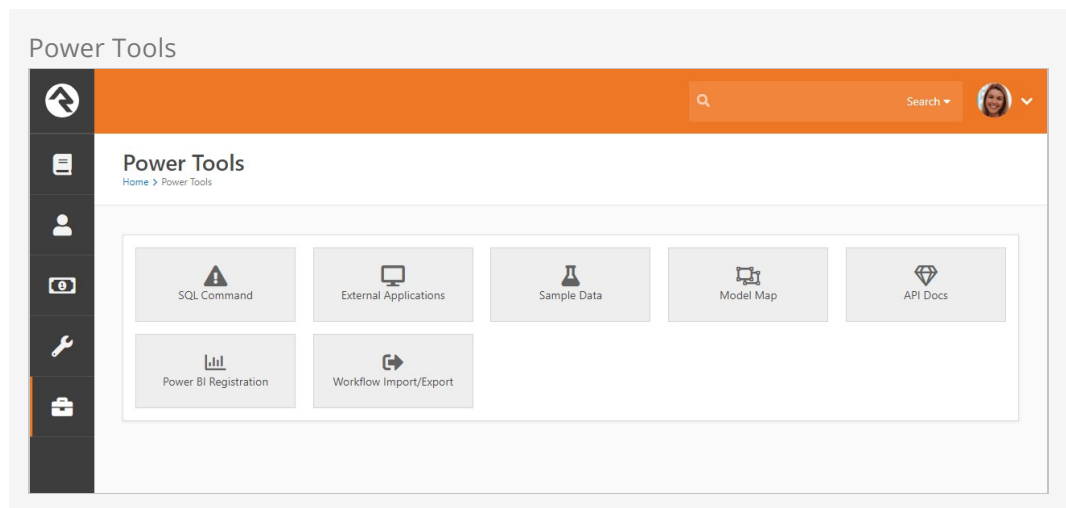 Power Tools
Search
Power Tools
Home > Power Tools
SQL Command
External Applications
Sample Data
Model Map
API Docs
Power BI Registration
Workflow Import/Export